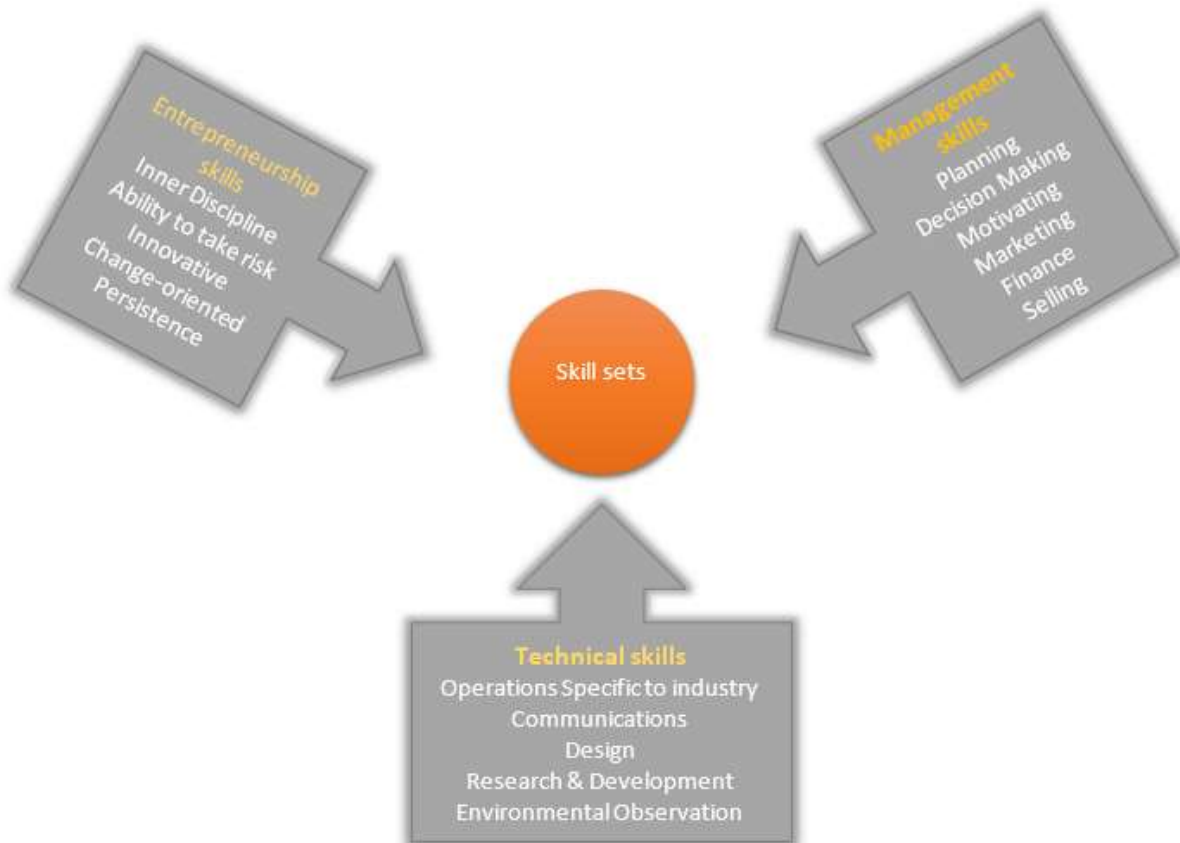 Entrepreneurship
skills
Inner Discipline
Ability to take risk
Innovative
Change-oriented
Persistence
Management
skills
Planning
Decision Making
Motivating
Marketing
Finance
Selling
Skill sets
Technical skills
Operations Specific to industry
Communications
Design
Research & Development
Environmental Observation